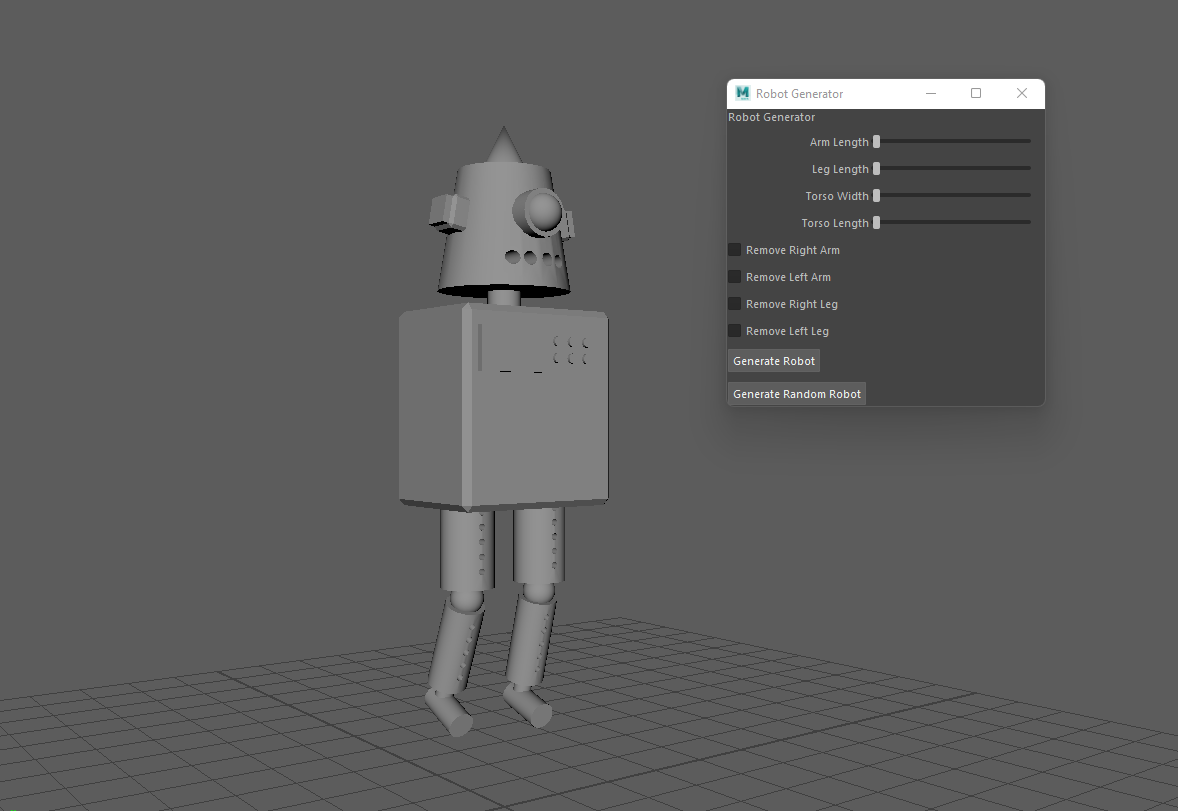 M Robot Generator
Robot Generator
Arm Length
Leg Length
Torso Width
Torso Length
Remove Right Arm
Remove Left Arm
Remove Right Leg
Remove Left Leg
Generate Robot
Generate Random Robot